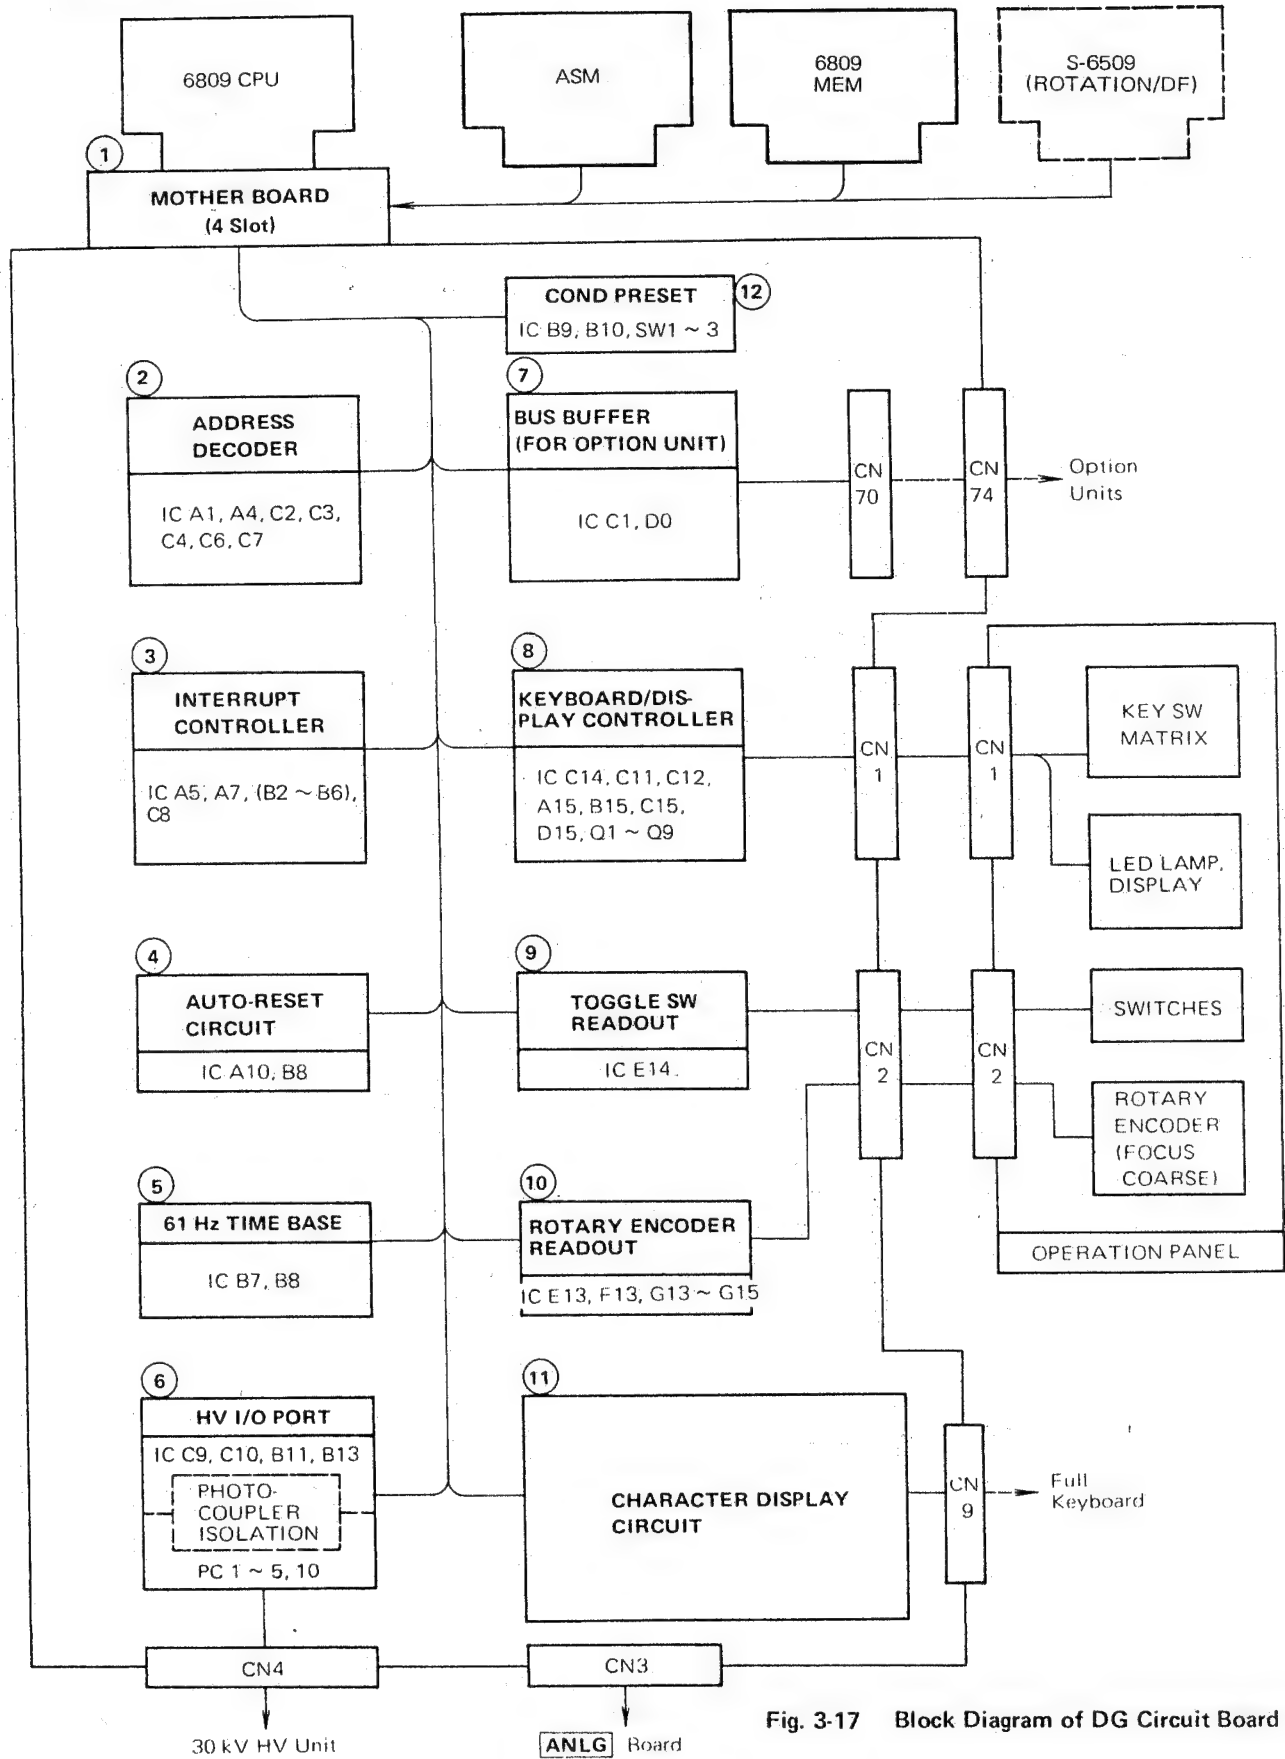 6809 CPU
ASM
6809
MEM
S-6509
(ROTATION/DF)
1
MOTHER BOARD
(4 Slot)
COND PRESET
12
IC B9, B10, SW1 ~ 3
2
ADDRESS
DECODER
IC A1, A4, C2, C3,
C4, C6, C7
7
BUS BUFFER
(FOR OPTION UNIT)
IC C1, D0
CN
70
CN
74
Option
Units
3
INTERRUPT
CONTROLLER
IC A5, A7, (B2 ~ B6),
C8
8
KEYBOARD/DIS-
PLAY CONTROLLER
IC C14, C11, C12,
A15, B15, C15,
D15, Q1 ~ Q9
CN
1
CN
1
KEY SW
MATRIX
LED LAMP,
DISPLAY
4
AUTO-RESET
CIRCUIT
IC A10, B8
9
TOGGLE SW
READOUT
IC E14
CN
2
CN
2
SWITCHES
ROTARY
ENCODER
(FOCUS
COARSE)
5
61 Hz TIME BASE
IC B7, B8
10
ROTARY ENCODER
READOUT
IC E13, F13, G13 ~ G15
OPERATION PANEL
6
HV I/O PORT
IC C9, C10, B11, B13
PHOTO-
COUPLER
ISOLATION
PC 1 ~ 5, 10
11
CHARACTER DISPLAY
CIRCUIT
CN
9
Full
Keyboard
CN4
CN3
30 kV HV Unit
ANLG Board
Fig. 3-17 Block Diagram of DG Circuit Board